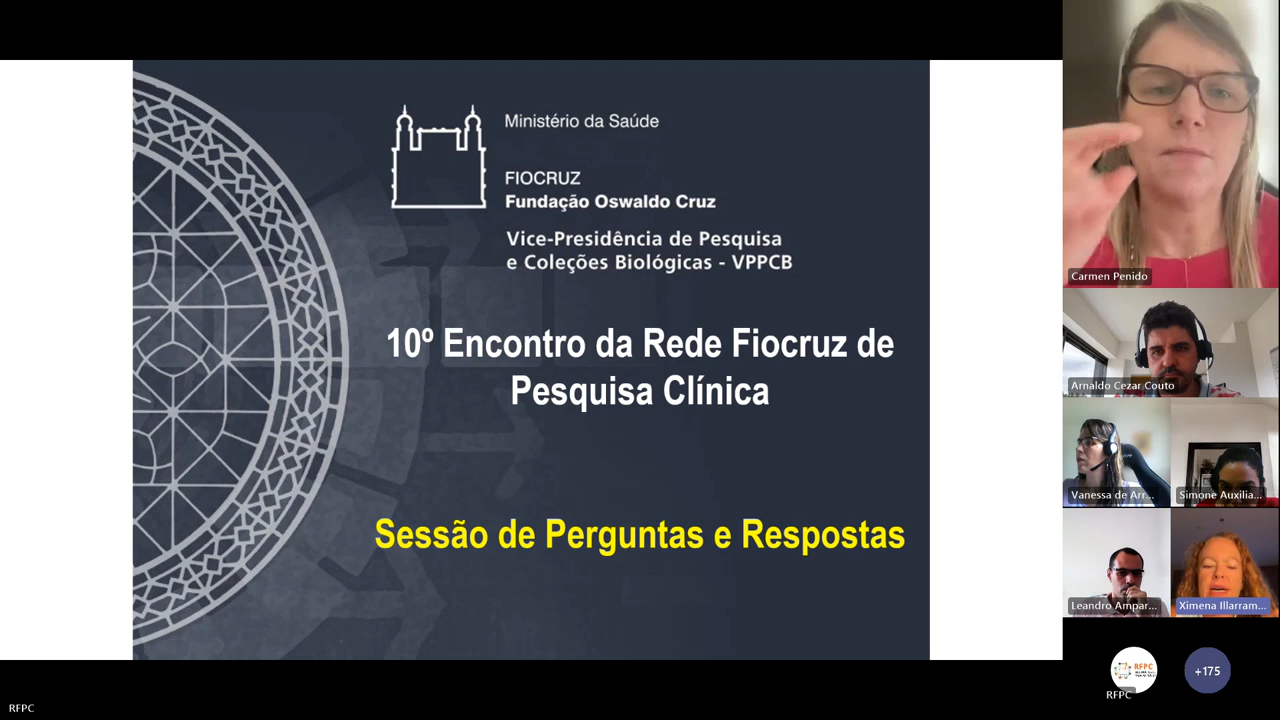 Ministério da Saúde
FIOCRUZ
Fundação Oswaldo Cruz
Vice-Presidência de Pesquisa
e Coleções Biológicas - VPPCB
10º Encontro da Rede Fiocruz de
Pesquisa Clínica
Sessão de Perguntas e Respostas
Carmen Penido
Arnaldo Cezar Couto
Vanessa de Arr...
Simone Auxilia...
Leandro Ampar...
Ximena Illarram...
RFPC
+175
RFPC
RFPC